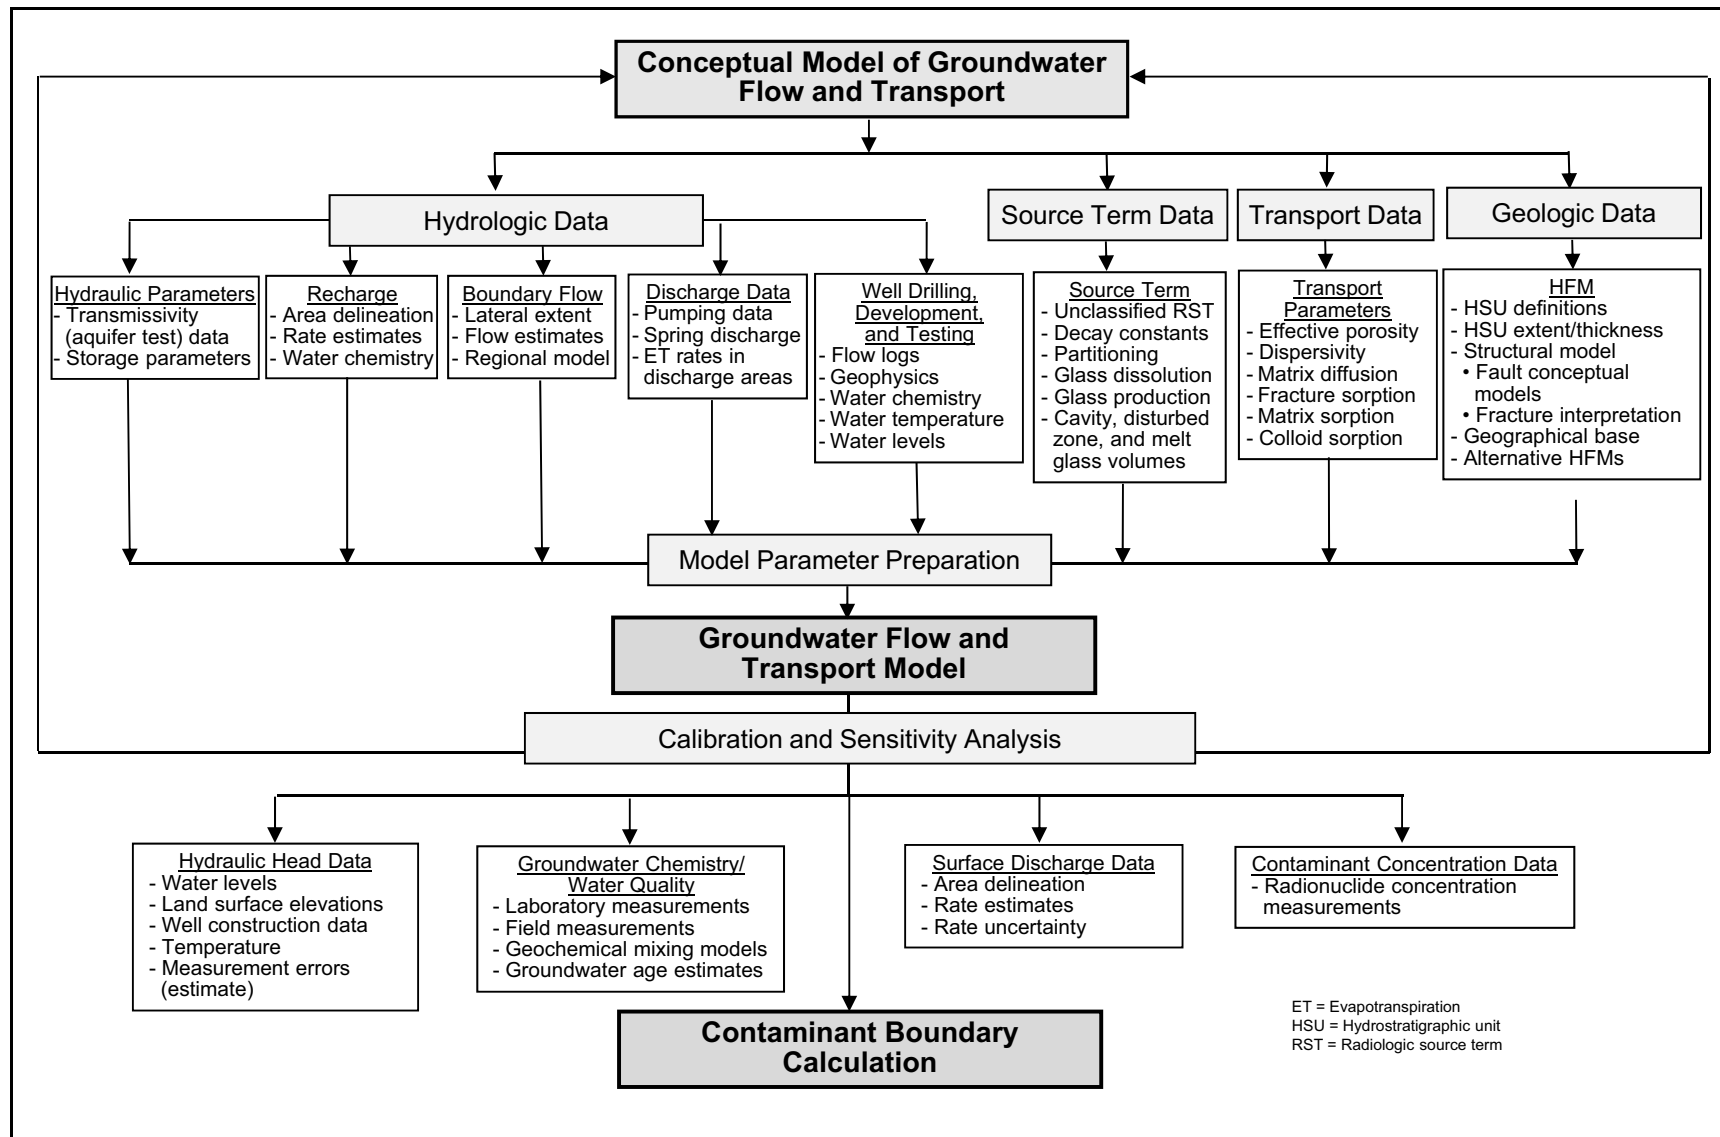 Conceptual Model of Groundwater
Flow and Transport
Hydrologic Data
Source Term Data
Transport Data
Geologic Data
Hydraulic Parameters
- Transmissivity
(aquifer test) data
- Storage parameters
Recharge
- Area delineation
- Rate estimates
- Water chemistry
Boundary Flow
- Lateral extent
- Flow estimates
- Regional model
Discharge Data
- Pumping data
- Spring discharge
- ET rates in
discharge areas
Well Drilling,
Development,
and Testing
- Flow logs
- Geophysics
- Water chemistry
- Water temperature
- Water levels
Source Term
- Unclassified RST
- Decay constants
- Partitioning
- Glass dissolution
- Glass production
- Cavity, disturbed
zone, and melt
glass volumes
Transport
Parameters
- Effective porosity
- Dispersivity
- Matrix diffusion
- Fracture sorption
- Matrix sorption
- Colloid sorption
HFM
- HSU definitions
- HSU extent/thickness
- Structural model
• Fault conceptual
models
• Fracture interpretation
- Geographical base
- Alternative HFMs
Model Parameter Preparation
Groundwater Flow and
Transport Model
Calibration and Sensitivity Analysis
Hydraulic Head Data
- Water levels
- Land surface elevations
- Well construction data
- Temperature
- Measurement errors
(estimate)
Groundwater Chemistry/
Water Quality
- Laboratory measurements
- Field measurements
- Geochemical mixing models
- Groundwater age estimates
Surface Discharge Data
- Area delineation
- Rate estimates
- Rate uncertainty
Contaminant Concentration Data
- Radionuclide concentration
measurements
Contaminant Boundary
Calculation
ET = Evapotranspiration
HSU = Hydrostratigraphic unit
RST = Radiologic source term